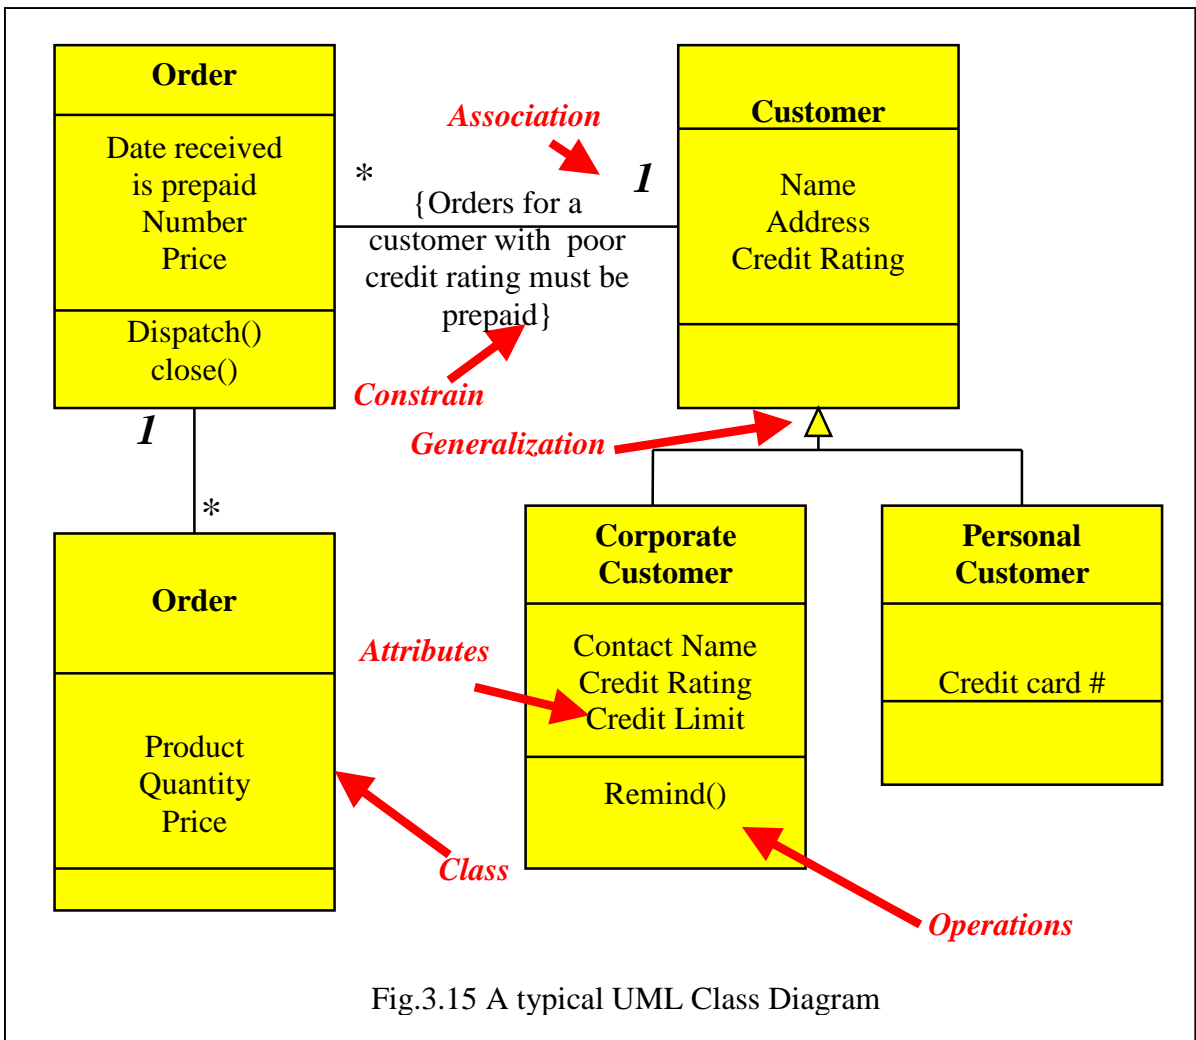 Order
Date received
is prepaid
Number
Price
Dispatch()
close()
Association
*
1
{Orders for a
customer with poor
credit rating must be
prepaid}
Constrain
Customer
Name
Address
Credit Rating
Generalization
1
*
Order
Product
Quantity
Price
Class
Attributes
Corporate
Customer
Contact Name
Credit Rating
Credit Limit
Remind()
Operations
Personal
Customer
Credit card #
Fig.3.15 A typical UML Class Diagram